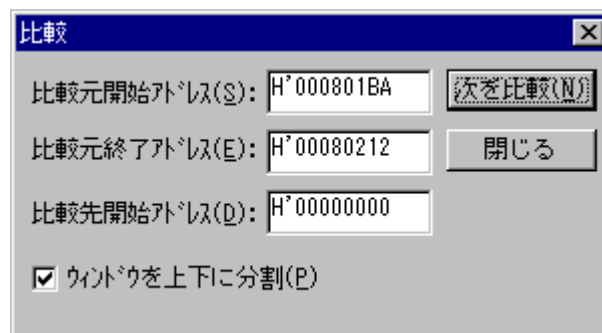 比較
比較元開始ｱﾄﾞﾚｽ(S): H'000801BA 次を比較(N)
比較元終了ｱﾄﾞﾚｽ(E): H'00080212 閉じる
比較先開始ｱﾄﾞﾚｽ(D): H'00000000
ｳｨﾝﾄﾞｳを上下に分割(P)